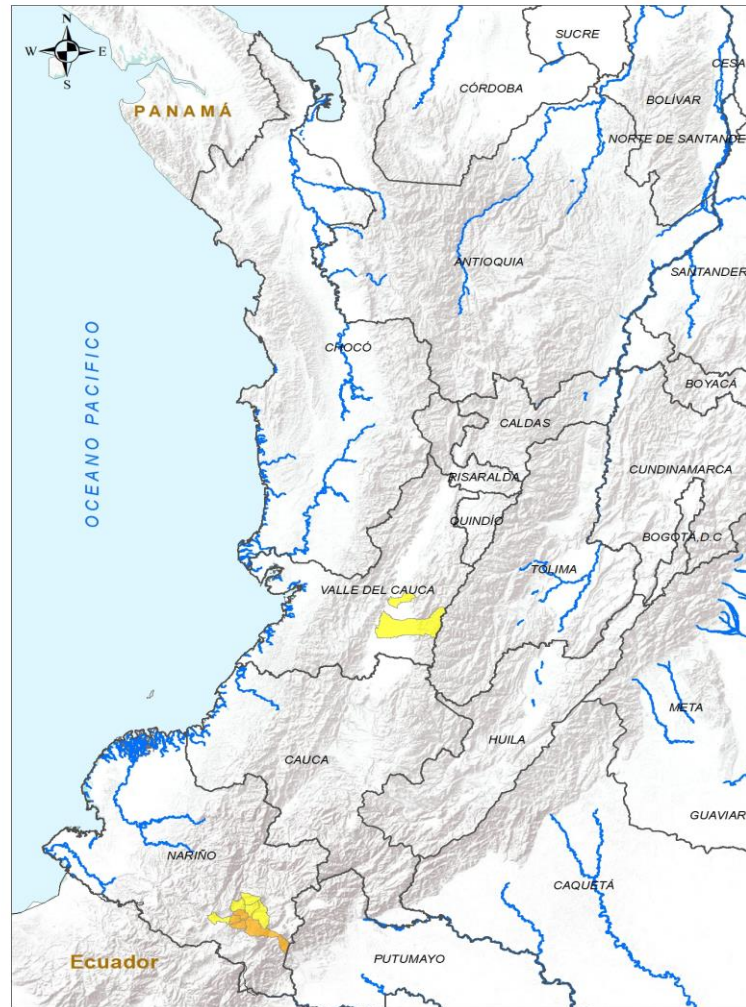 N
W E
S
SUCRE
CESA
CÓRDOBA
BOLÍVAR
PANAMÁ
NORTE DE SANTANDE
ANTIOQUIA
SANTANDER
OCEANO PACIFICO
CHOCÓ
BOYACÁ
CALDAS
CUNDINAMARCA
RISARALDA
QUINDÍO
BOGOTÁ,D.C
TOLIMA
VALLE DEL CAUCA
META
HUILA
CAUCA
GUAVIAR
NARIÑO
CAQUETÁ
Ecuador
PUTUMAYO